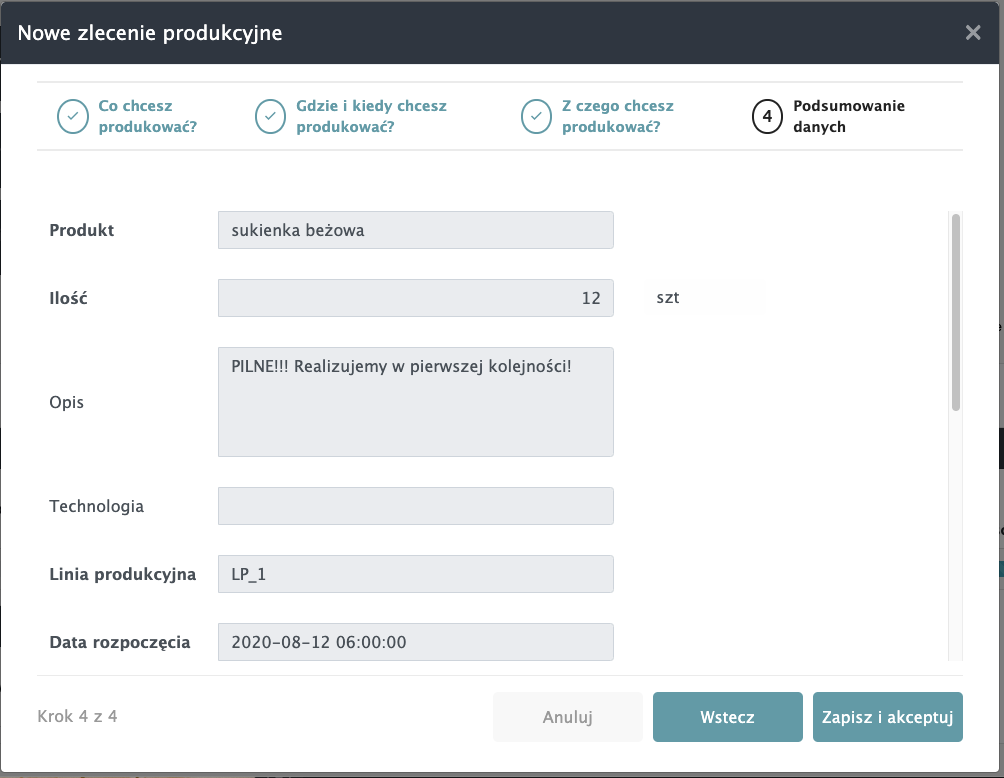 Nowe zlecenie produkcyjne
Co chcesz
produkować?
Gdzie i kiedy chcesz
produkować?
Z czego chcesz
produkować?
4
Podsumowanie
danych
Produkt
sukienka beżowa
Ilość
12
szt
Opis
PILNE!!! Realizujemy w pierwszej kolejności!
Technologia
Linia produkcyjna
LP_1
Data rozpoczęcia
2020-08-12 06:00:00
Krok 4 z 4
Anuluj
Wstecz
Zapisz i akceptuj